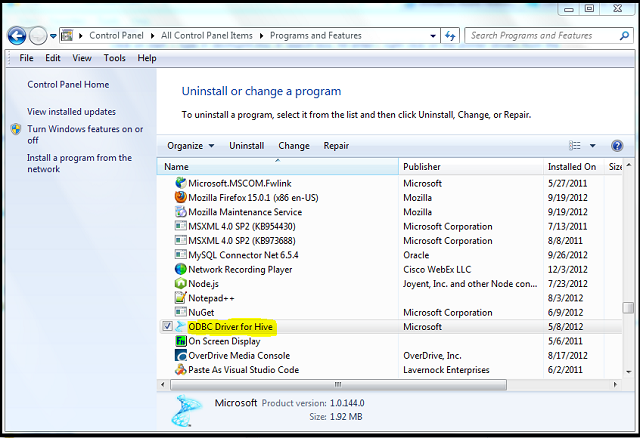 Control Panel ▸ All Control Panel Items ▸ Programs and Features
Search Programs and Features
File Edit View Tools Help
Control Panel Home
View installed updates
Turn Windows features on or
off
Install a program from the
network
Uninstall or change a program
To uninstall a program, select it from the list and then click Uninstall, Change, or Repair.
Organize Uninstall Change Repair
Name Publisher Installed On Size
Microsoft.MSCOM.Fwlink Microsoft 5/27/2011
Mozilla Firefox 15.0.1 (x86 en-US) Mozilla 9/19/2012
Mozilla Maintenance Service Mozilla 9/19/2012
MSXML 4.0 SP2 (KB954430) Microsoft Corporation 7/13/2011
MSXML 4.0 SP2 (KB973688) Microsoft Corporation 8/8/2011
MySQL Connector Net 6.5.4 Oracle 9/26/2012
Network Recording Player Cisco WebEx LLC 12/3/2012
Node.js Joyent, Inc. and other Node con... 7/23/2012
Notepad++ 8/3/2012
NuGet Microsoft Corporation 6/9/2012
ODBC Driver for Hive Microsoft 5/8/2012
On Screen Display 5/6/2011
OverDrive Media Console OverDrive, Inc. 8/17/2012
Paste As Visual Studio Code Lavernock Enterprises 6/2/2011
Microsoft Product version: 1.0.144.0
Size: 1.92 MB